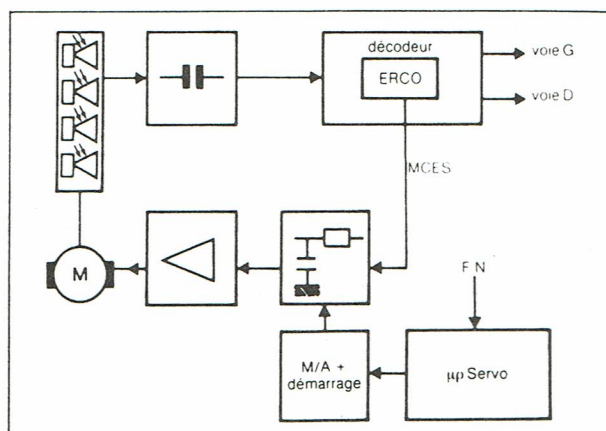 décodeur
ERCO
voie G
voie D
MCES
M
F N
M/A +
démarrage
µp Servo